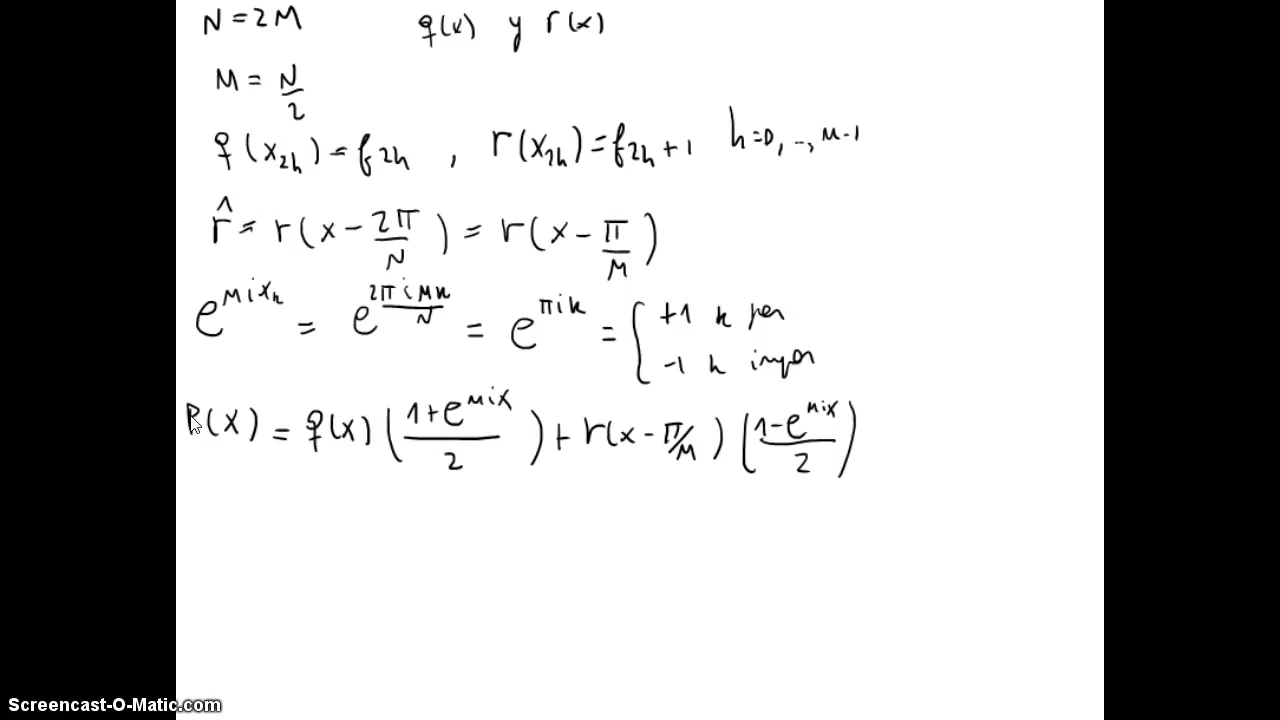 N = 2M q(x) y r(x)
M = N/2
q(x_{2h}) = f_{2h} , r(x_{2h}) = f_{2h+1} h=0, .., M-1
r̂ = r(x - 2π/N) = r(x - π/M)
e^{Mix_k} = e^{2πiMk/N} = e^{πik} = { +1 k par
-1 k impar
P(x) = q(x) ( (1+e^{Mix})/2 ) + r(x - π/M) ( (1-e^{Mix})/2 )
Screencast-O-Matic.com